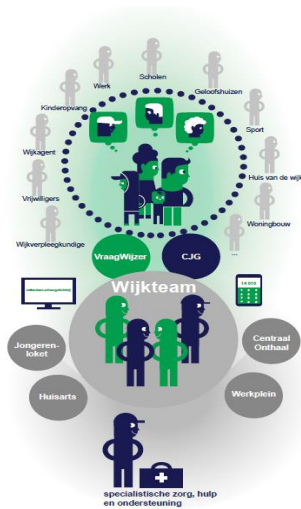 Scholen
Werk
Geloofshuizen
Kinderopvang
Sport
Wijkagent
Huis van de wijk
Vrijwilligers
Woningbouw
Wijkverpleegkundige
...
VraagWijzer
CJG
Wijkteam
14 010
Jongeren-
loket
Centraal
Onthaal
Huisarts
Werkplein
specialistische zorg, hulp
en ondersteuning